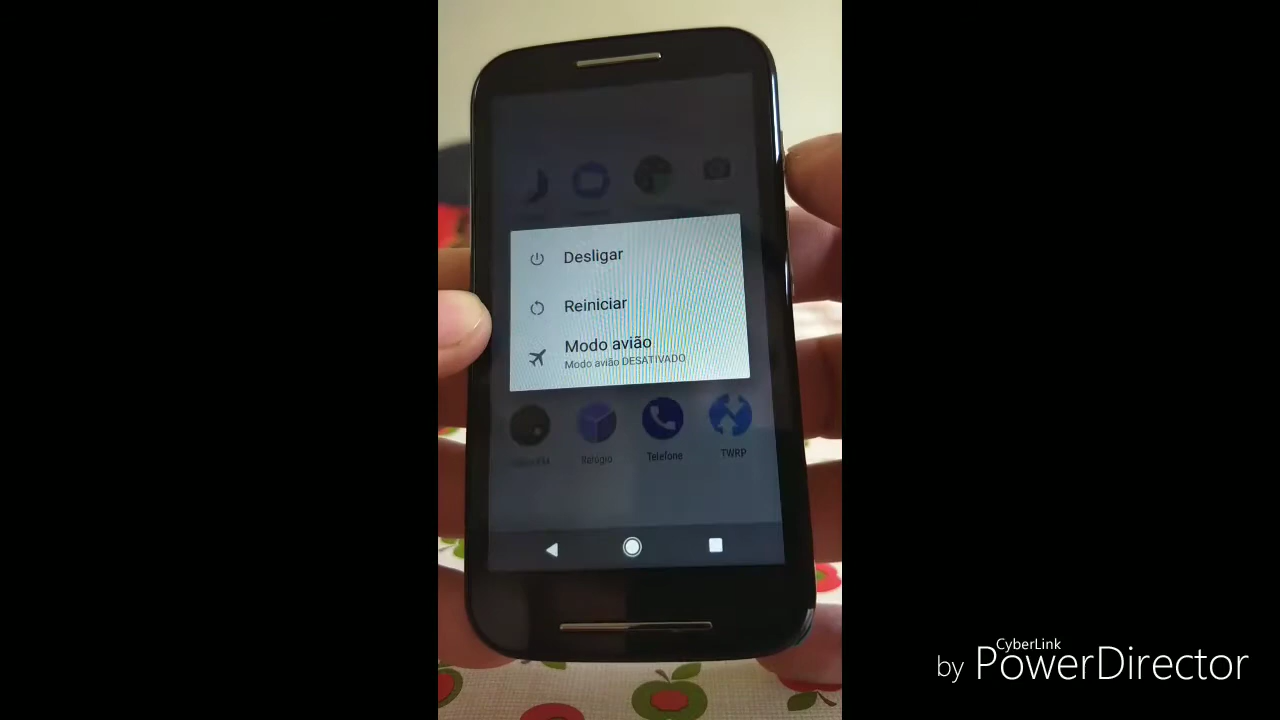 Desligar
Reiniciar
Modo avião
Modo avião DESATIVADO
Relógio
Telefone
TWRP
CyberLink
by PowerDirector